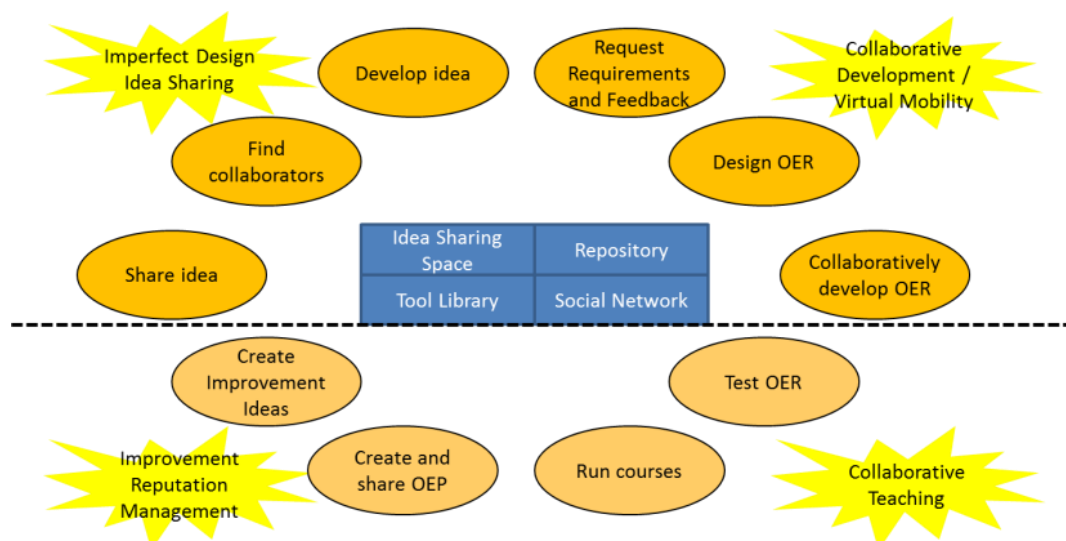 Imperfect Design
Idea Sharing
Develop idea
Request
Requirements
and Feedback
Collaborative
Development /
Virtual Mobility
Find
collaborators
Design OER
Share idea
Idea Sharing
Space
Repository
Tool Library
Social Network
Collaboratively
develop OER
Create
Improvement
Ideas
Test OER
Improvement
Reputation
Management
Create and
share OEP
Run courses
Collaborative
Teaching